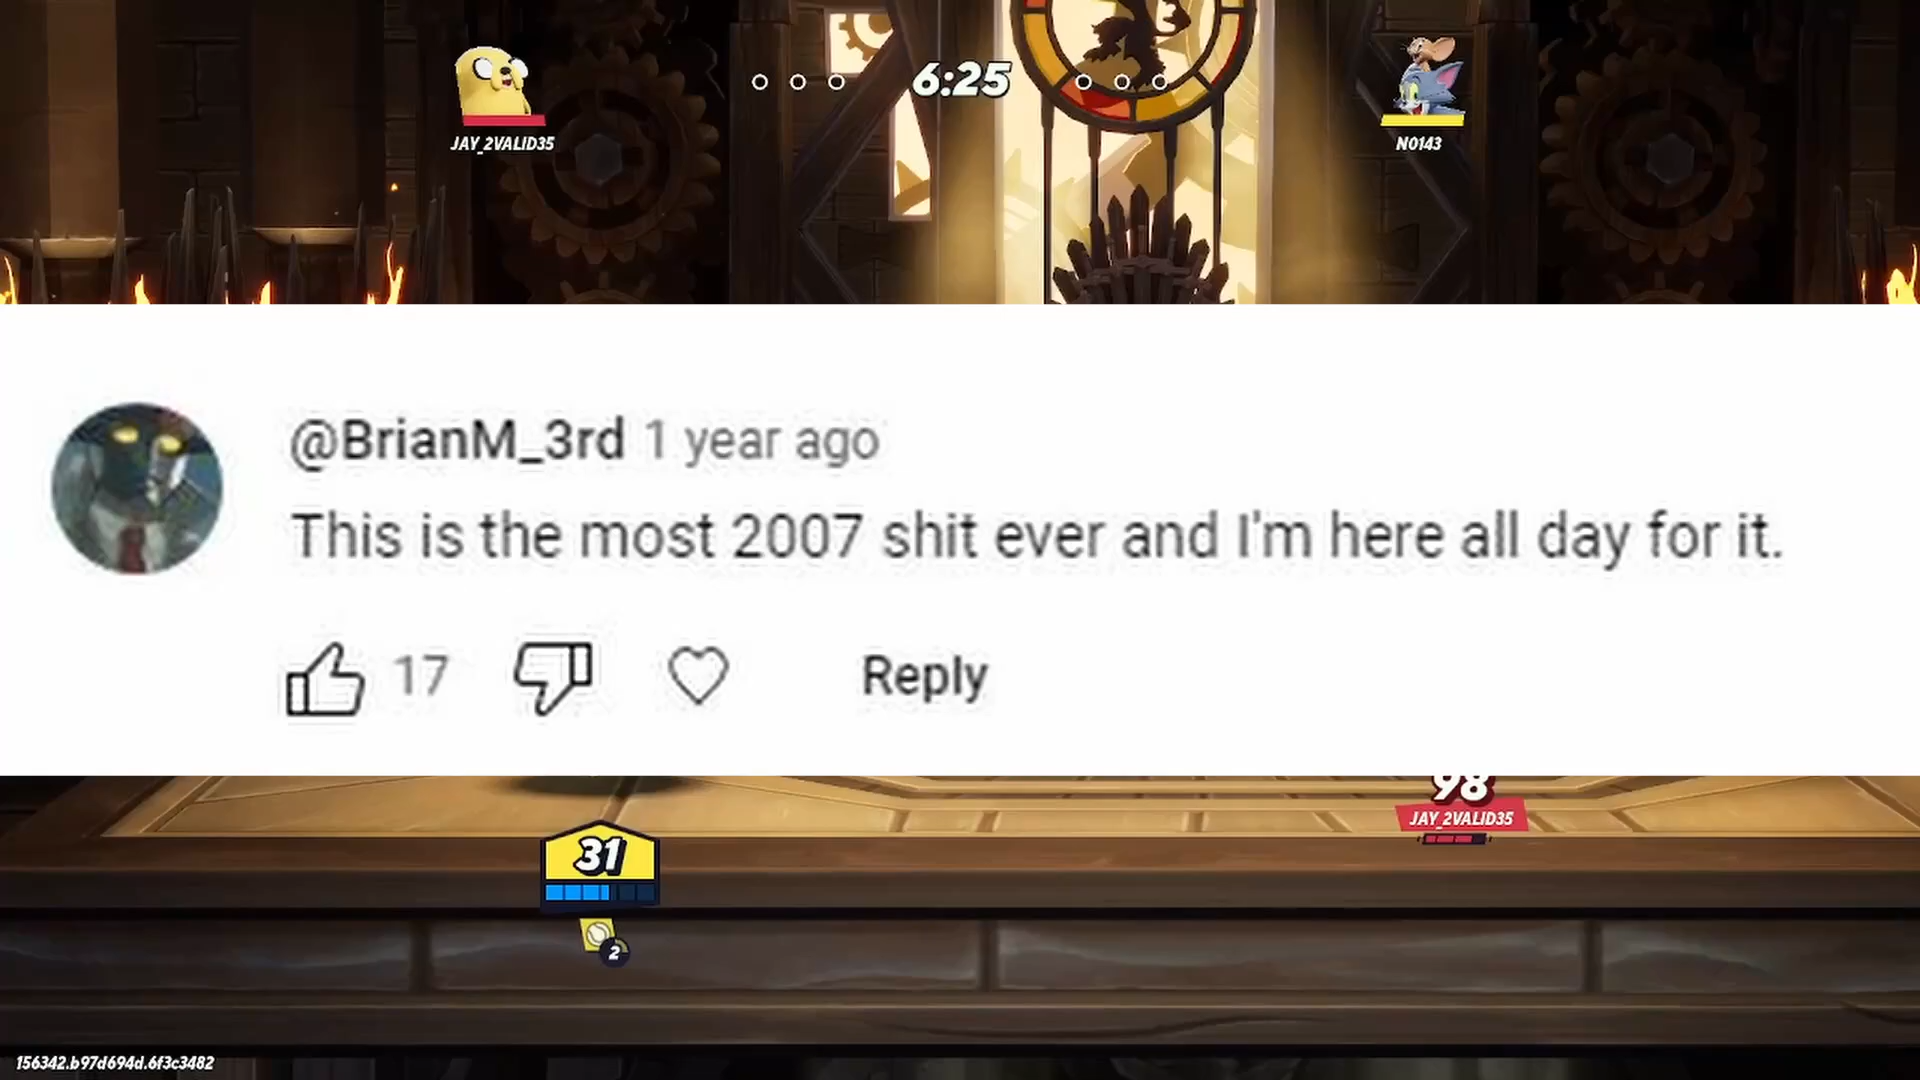 6:25
JAY_2VALID35
NO143
@BrianM_3rd 1 year ago
This is the most 2007 shit ever and I'm here all day for it.
17
Reply
98
JAY_2VALID35
31
2
156342.b97d694d.6f3c3482